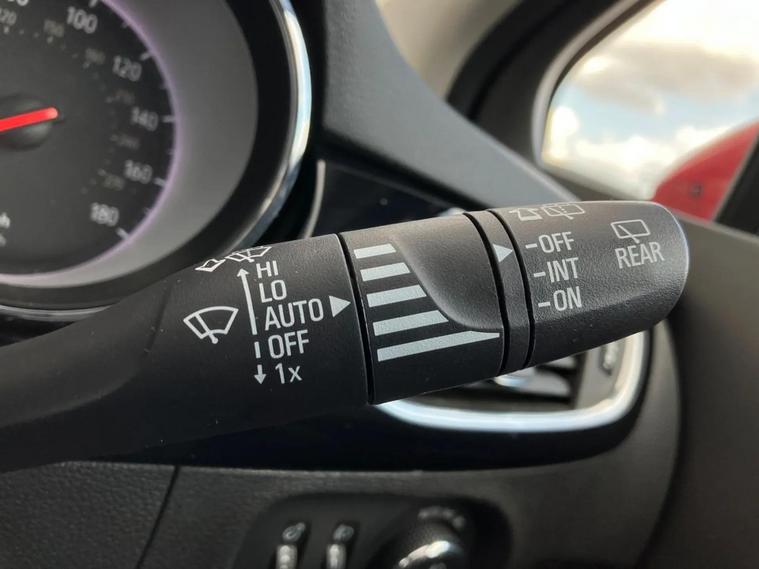 100
120
140
160
180
HI
LO
AUTO
OFF
1x
-OFF
-INT
-ON
REAR